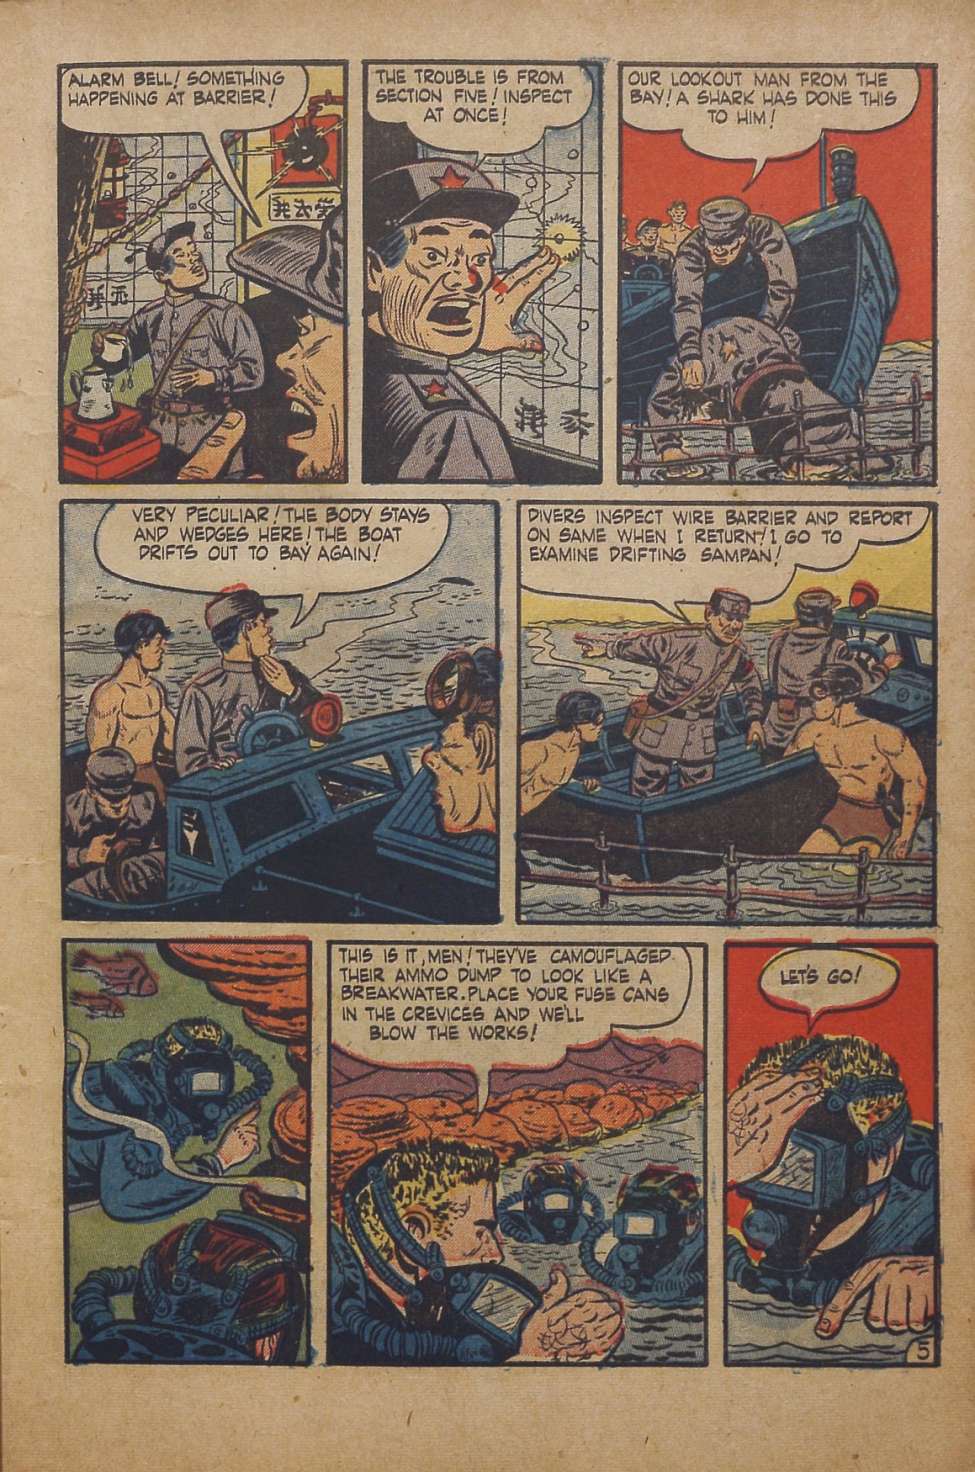 ALARM BELL! SOMETHING
HAPPENING AT BARRIER!
THE TROUBLE IS FROM
SECTION FIVE! INSPECT
AT ONCE!
OUR LOOKOUT MAN FROM THE
BAY! A SHARK HAS DONE THIS
TO HIM!
VERY PECULIAR! THE BODY STAYS
AND WEDGES HERE! THE BOAT
DRIFTS OUT TO BAY AGAIN!
DIVERS INSPECT WIRE BARRIER AND REPORT
ON SAME WHEN I RETURN! I GO TO
EXAMINE DRIFTING SAMPAN!
THIS IS IT, MEN! THEY'VE CAMOUFLAGED
THEIR AMMO DUMP TO LOOK LIKE A
BREAKWATER. PLACE YOUR FUSE CANS
IN THE CREVICES AND WE'LL
BLOW THE WORKS!
LET'S GO!
5